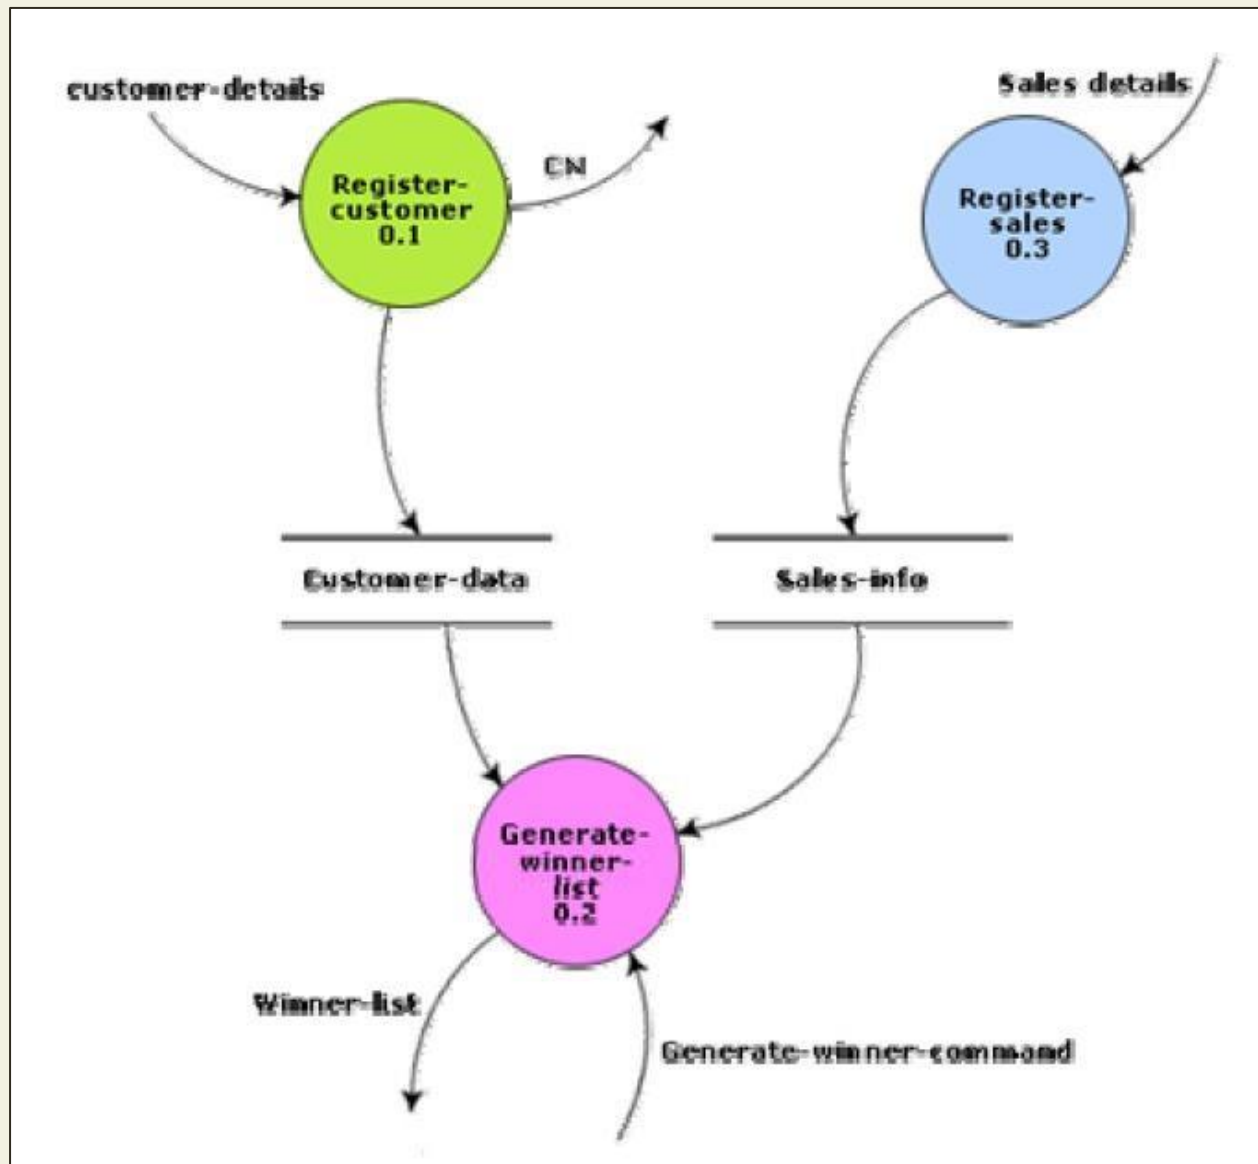 customer-details
Sales details
CN
Register-
customer
0.1
Register-
sales
0.3
Customer-data
Sales-info
Generate-
winner-
list
0.2
Winner-list
Generate-winner-command